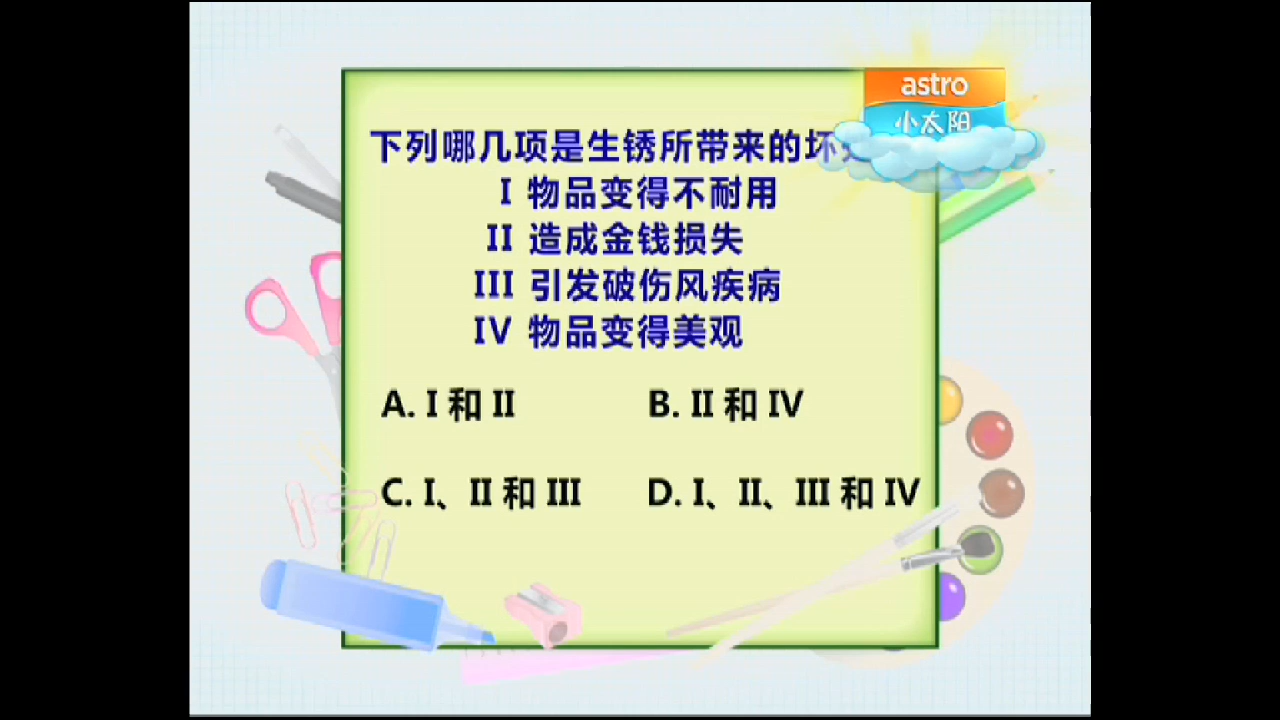 astro
小太阳
下列哪几项是生锈所带来的坏
I 物品变得不耐用
II 造成金钱损失
III 引发破伤风疾病
IV 物品变得美观
A. I 和 II
B. II 和 IV
C. I、II 和 III
D. I、II、III 和 IV